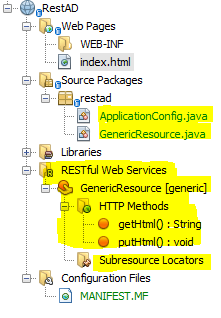 RestAD
Web Pages
WEB-INF
index.html
Source Packages
restad
ApplicationConfig.java
GenericResource.java
Libraries
RESTful Web Services
GenericResource [generic]
HTTP Methods
getHtml() : String
putHtml() : void
Subresource Locators
Configuration Files
MANIFEST.MF